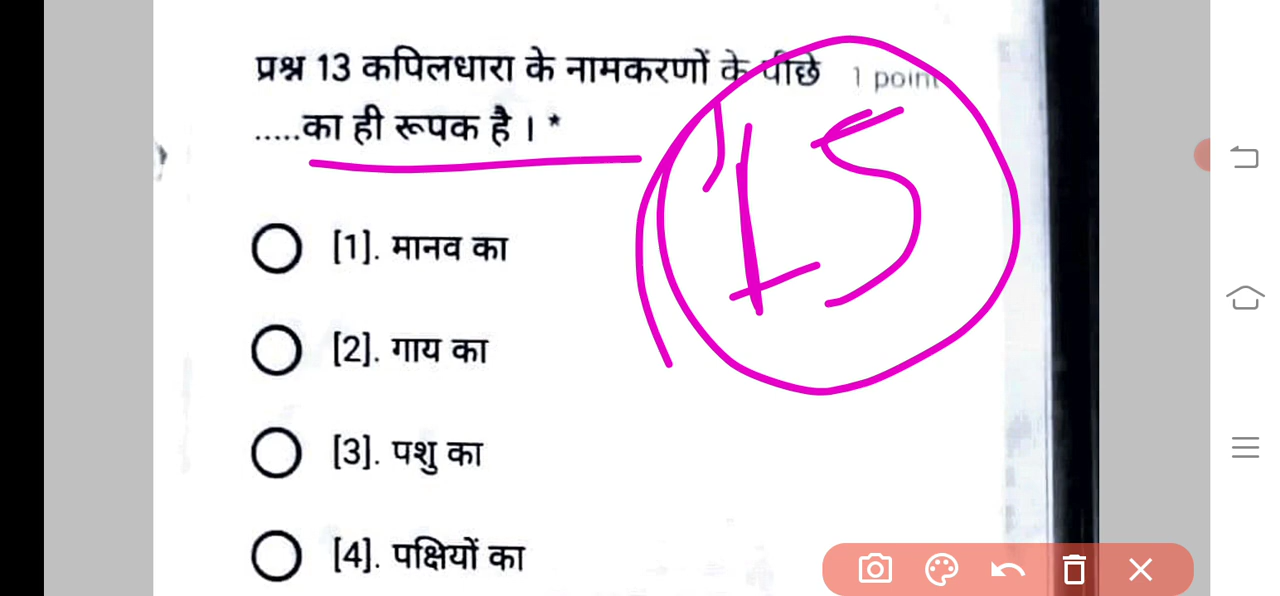 प्रश्न 13 कपिलधारा के नामकरणों के पीछे 1 point
.....का ही रूपक है । *
15
[1]. मानव का
[2]. गाय का
[3]. पशु का
[4]. पक्षियों का